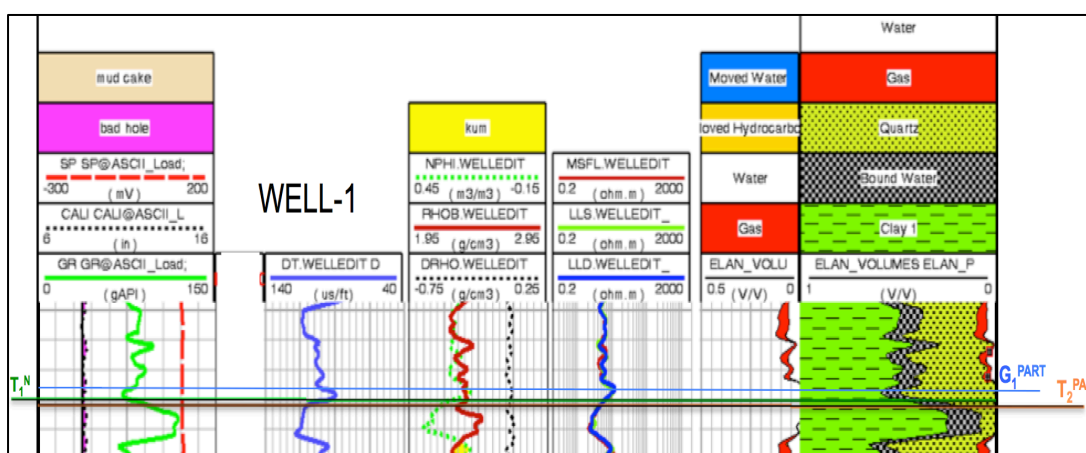 Water
mud cake
Moved Water
Gas
bad hole
kum
loved Hydrocarbo
Quartz
SP SP@ASCII_Load;
-300 (mV) 200
NPHI.WELLEDIT
0.45 (m3/m3) -0.15
MSFL.WELLEDIT
0.2 (ohm.m) 2000
Water
Bound Water
WELL-1
CALI CALI@ASCII_L
6 (in) 16
RHOB.WELLEDIT
1.95 (g/cm3) 2.95
LLS.WELLEDIT_
0.2 (ohm.m) 2000
Gas
Clay 1
GR GR@ASCII_Load;
0 (gAPI) 150
DT.WELLEDIT D
140 (us/ft) 40
DRHO.WELLEDIT
-0.75 (g/cm3) 0.25
LLD.WELLEDIT_
0.2 (ohm.m) 2000
ELAN_VOLU
0.5 (V/V) 0
ELAN_VOLUMES ELAN_P
1 (V/V) 0
T₁ᴺ
G₁ᴾᴬᴿᵀ
T₂ᴾᴬ